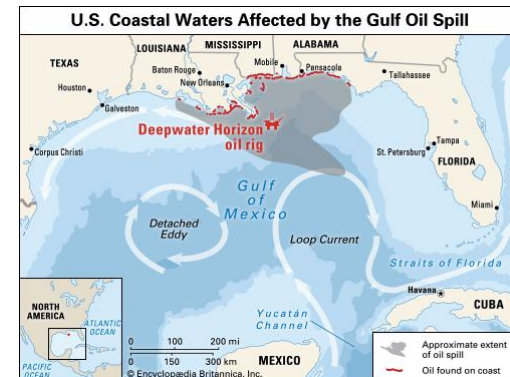 U.S. Coastal Waters Affected by the Gulf Oil Spill
TEXAS
LOUISIANA
MISSISSIPPI
ALABAMA
Baton Rouge
Mobile
Pensacola
Tallahassee
Houston
New Orleans
Galveston
Deepwater Horizon
oil rig
Corpus Christi
St. Petersburg
Tampa
FLORIDA
Gulf
of
Mexico
Miami
Detached
Eddy
Loop Current
Straits of Florida
Havana
CUBA
Yucatán
Channel
MEXICO
NORTH
AMERICA
ATLANTIC
OCEAN
PACIFIC
OCEAN
0 100 200 mi
0 150 300 km
© Encyclopædia Britannica, Inc.
Approximate extent
of oil spill
Oil found on coast